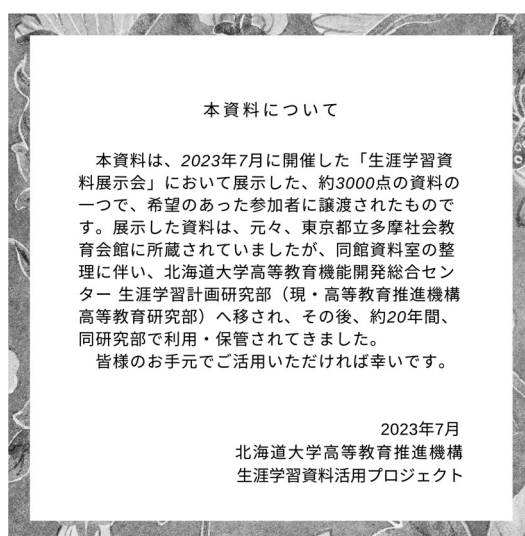 本資料について
本資料は、2023年7月に開催した「生涯学習資
料展示会」において展示した、約3000点の資料の
一つで、希望のあった参加者に譲渡されたもので
す。展示した資料は、元々、東京都立多摩社会教
育会館に所蔵されていましたが、同館資料室の整
理に伴い、北海道大学高等教育機能開発総合セン
ター 生涯学習計画研究部（現・高等教育推進機構
高等教育研究部）へ移され、その後、約20年間、
同研究部で利用・保管されてきました。
皆様のお手元でご活用いただければ幸いです。
2023年7月
北海道大学高等教育推進機構
生涯学習資料活用プロジェクト